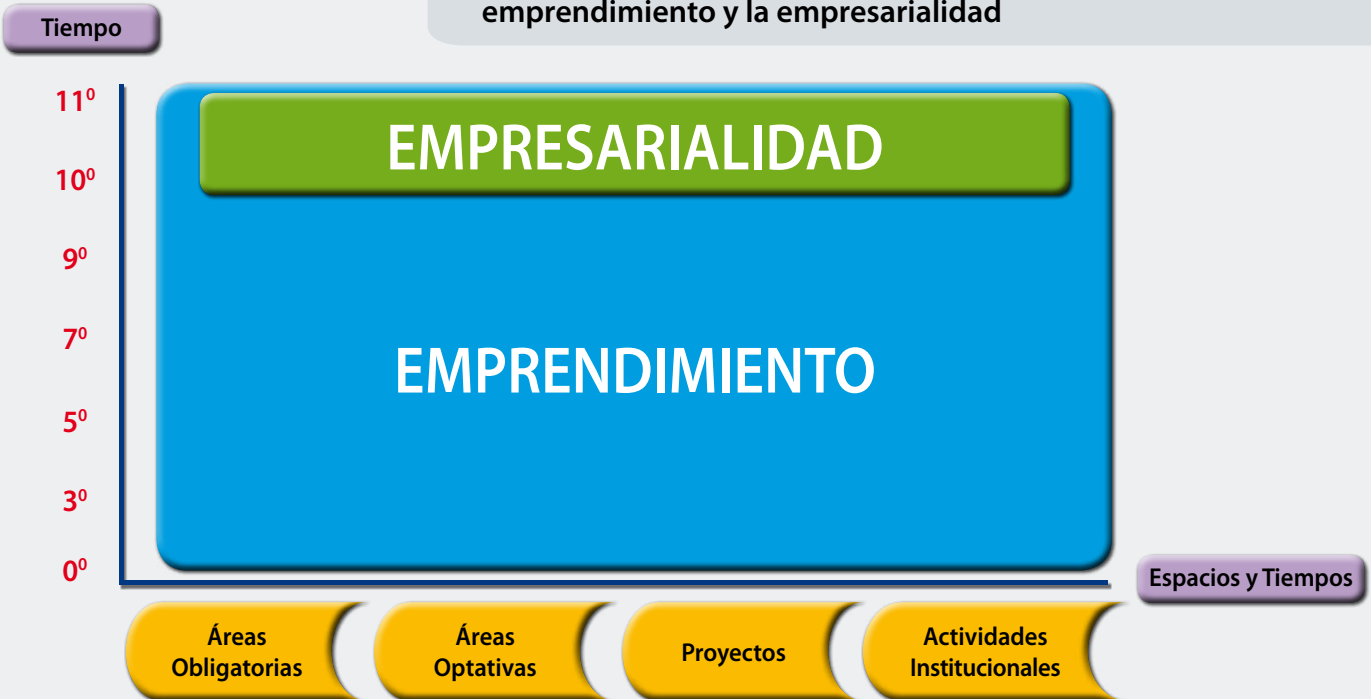 emprendimiento y la empresarialidad
Tiempo
11⁰
EMPRESARIALIDAD
10⁰
9⁰
7⁰
EMPRENDIMIENTO
5⁰
3⁰
0⁰
Espacios y Tiempos
Áreas
Obligatorias
Áreas
Optativas
Proyectos
Actividades
Institucionales